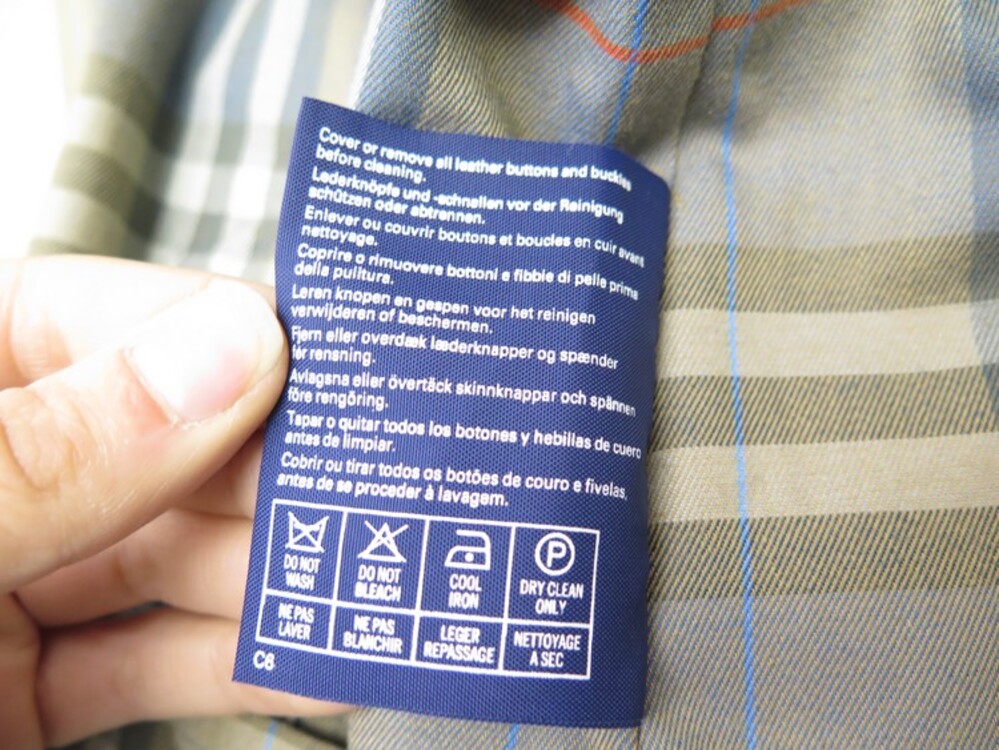 Cover or remove all leather buttons and buckles
before cleaning.
Lederknöpfe und -schnallen vor der Reinigung
schützen oder abtrennen.
Enlever ou couvrir boutons et boucles en cuir avant
nettoyage.
Coprire o rimuovere bottoni e fibbie di pelle prima
della pulitura.
Leren knopen en gespen voor het reinigen
verwijderen of beschermen.
Fjern eller overdæk læderknapper og spænder
før rensning.
Avlagsna eller övertäck skinnknappar och spännen
före rengöring.
Tapar o quitar todos los botones y hebillas de cuero
antes de limpiar.
Cobrir ou tirar todos os botões de couro e fivelas,
antes de se proceder à lavagem.
P
DO NOT
WASH
DO NOT
BLEACH
COOL
IRON
DRY CLEAN
ONLY
NE PAS
LAVER
NE PAS
BLANCHIR
LEGER
REPASSAGE
NETTOYAGE
A SEC
C6